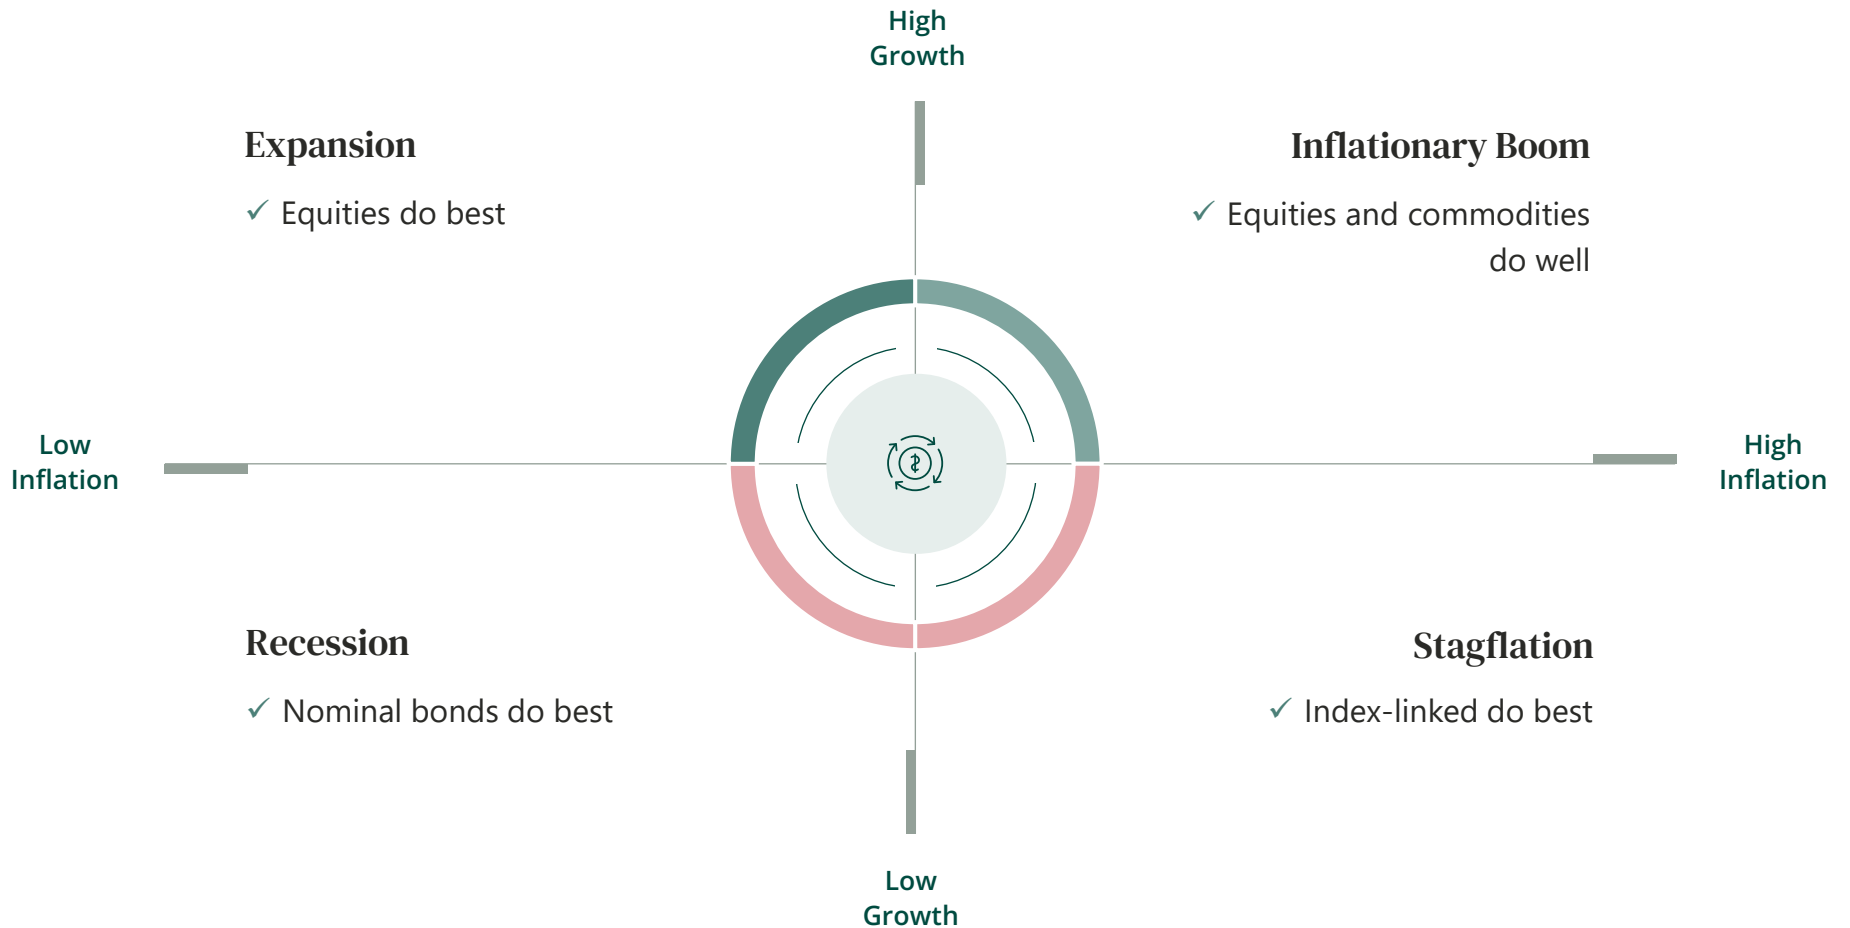 High
Growth
Expansion
✓ Equities do best
Inflationary Boom
✓ Equities and commodities
do well
Low
Inflation
High
Inflation
Recession
✓ Nominal bonds do best
Stagflation
✓ Index-linked do best
Low
Growth